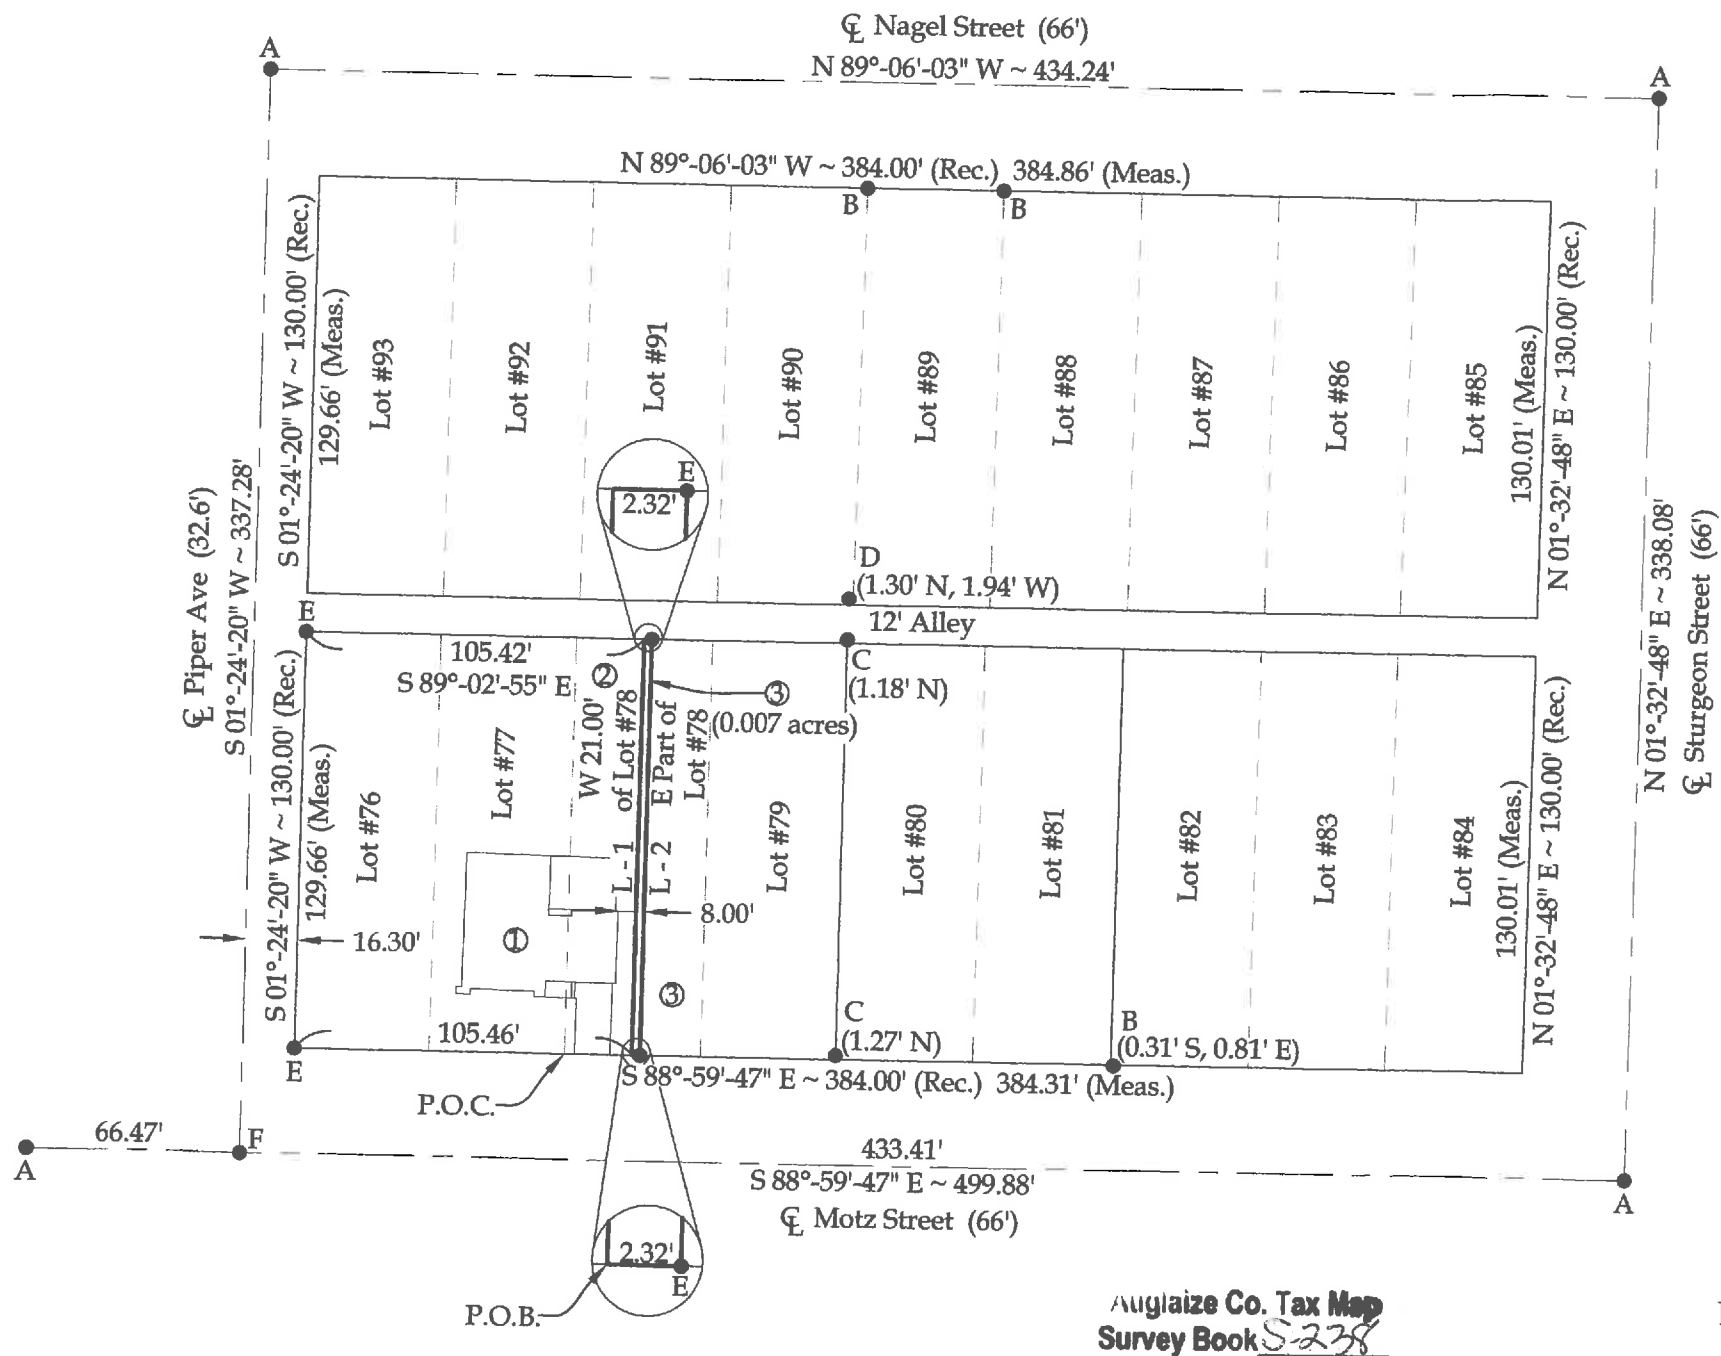 ℄ Nagel Street (66')
N 89°-06'-03" W ~ 434.24'
A
A
N 89°-06'-03" W ~ 384.00' (Rec.) 384.86' (Meas.)
B
B
S 01°-24'-20" W ~ 130.00' (Rec.)
129.66' (Meas.)
Lot #93
Lot #92
Lot #91
Lot #90
Lot #89
Lot #88
Lot #87
Lot #86
Lot #85
130.01' (Meas.)
N 01°-32'-48" E ~ 130.00' (Rec.)
E
2.32'
℄ Piper Ave (32.6')
S 01°-24'-20" W ~ 337.28'
N 01°-32'-48" E ~ 338.08'
℄ Sturgeon Street (66')
D
(1.30' N, 1.94' W)
12' Alley
E
105.42'
S 89°-02'-55" E
②
③
(0.007 acres)
C
(1.18' N)
S 01°-24'-20" W ~ 130.00' (Rec.)
129.66' (Meas.)
Lot #76
Lot #77
W 21.00'
of Lot #78
L - 1
E Part of
Lot #78
L - 2
Lot #79
Lot #80
Lot #81
Lot #82
Lot #83
Lot #84
130.01' (Meas.)
N 01°-32'-48" E ~ 130.00' (Rec.)
8.00'
16.30'
①
③
105.46'
C
(1.27' N)
B
(0.31' S, 0.81' E)
E
S 88°-59'-47" E ~ 384.00' (Rec.) 384.31' (Meas.)
P.O.C.
66.47'
F
A
433.41'
S 88°-59'-47" E ~ 499.88'
A
℄ Motz Street (66')
2.32'
E
P.O.B.
Auglaize Co. Tax Map
Survey Book S-238